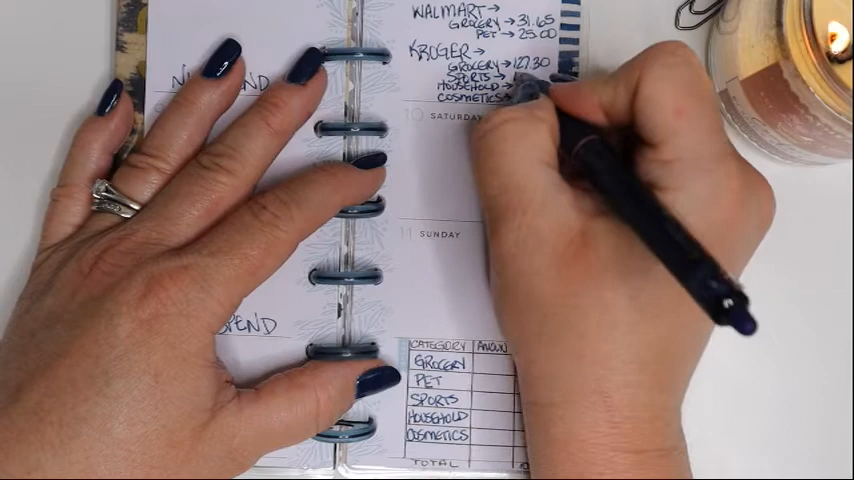 WALMART→
GROCERY→31.65
PET→25.00
KROGER→
GROCERY→127.30
SPORTS→
HOUSEHOLD→
COSMETICS→
10 SATURDAY
11 SUNDAY
SPEND
CATEGORY
GROCERY
PET
SPORTS
HOUSEHOLD
COSMETICS
TOTAL